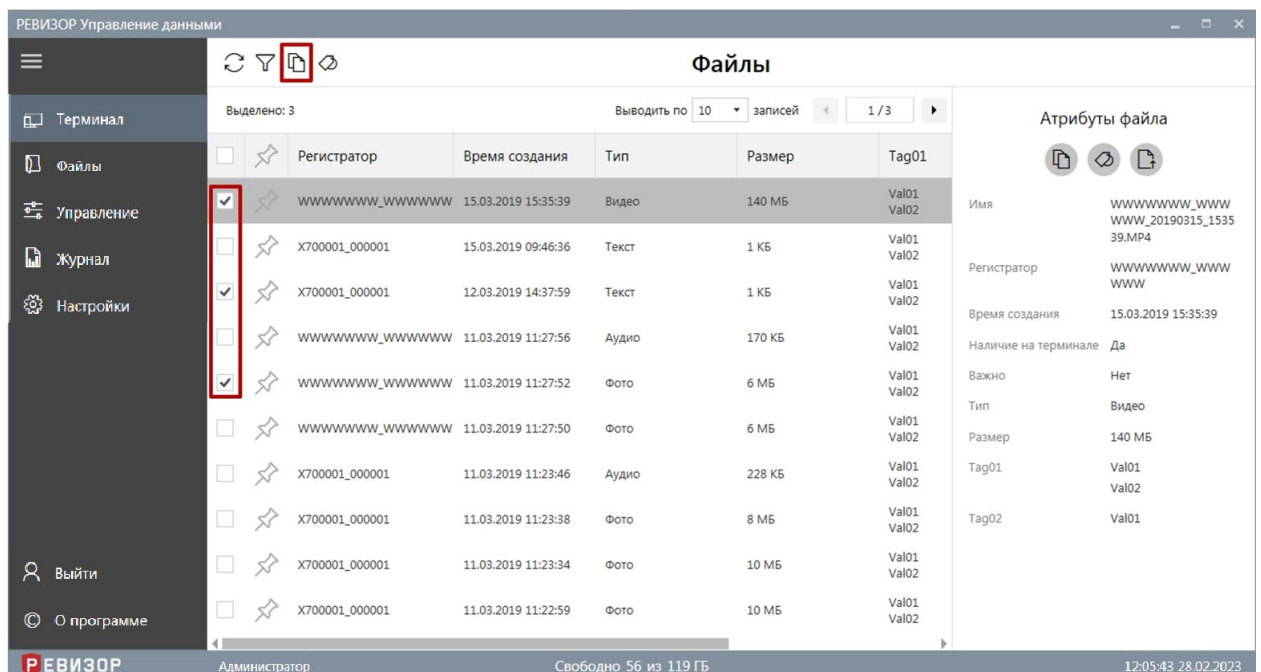 РЕВИЗОР Управление данными
Файлы
Терминал
Файлы
Управление
Журнал
Настройки
Выйти
О программе
Выделено: 3
Выводить по 10 записей 1 / 3
Регистратор Время создания Тип Размер Tag01
WWWWWWW_WWWWWW 15.03.2019 15:35:39 Видео 140 МБ Val01
Val02
X700001_000001 15.03.2019 09:46:36 Текст 1 КБ Val01
Val02
X700001_000001 12.03.2019 14:37:59 Текст 1 КБ Val01
Val02
WWWWWWW_WWWWWW 11.03.2019 11:27:56 Аудио 170 КБ Val01
Val02
WWWWWWW_WWWWWW 11.03.2019 11:27:52 Фото 6 МБ Val01
Val02
WWWWWWW_WWWWWW 11.03.2019 11:27:50 Фото 6 МБ Val01
Val02
X700001_000001 11.03.2019 11:23:46 Аудио 228 КБ Val01
Val02
X700001_000001 11.03.2019 11:23:38 Фото 8 МБ Val01
Val02
X700001_000001 11.03.2019 11:23:34 Фото 10 МБ Val01
Val02
X700001_000001 11.03.2019 11:22:59 Фото 10 МБ Val01
Val02
Атрибуты файла
Имя WWWWWWW_WWW
WWW_20190315_1535
39.MP4
Регистратор WWWWWWW_WWW
WWW
Время создания 15.03.2019 15:35:39
Наличие на терминале Да
Важно Нет
Тип Видео
Размер 140 МБ
Tag01 Val01
Val02
Tag02 Val01
РЕВИЗОР Администратор Свободно 56 из 119 ГБ 12:05:43 28.02.2023